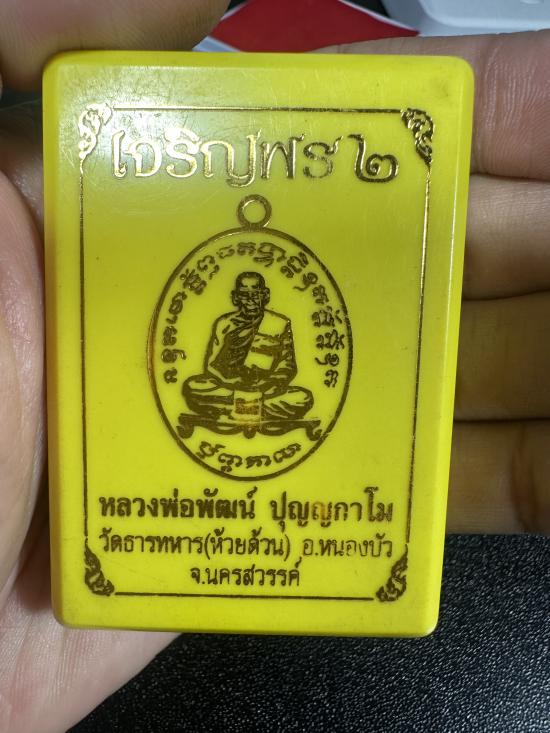 เจริญพร ๒
หลวงพ่อพัฒน์ ปุญญกาโม
วัดธารทหาร(ห้วยด้วน) อ.หนองบัว
จ.นครสวรรค์